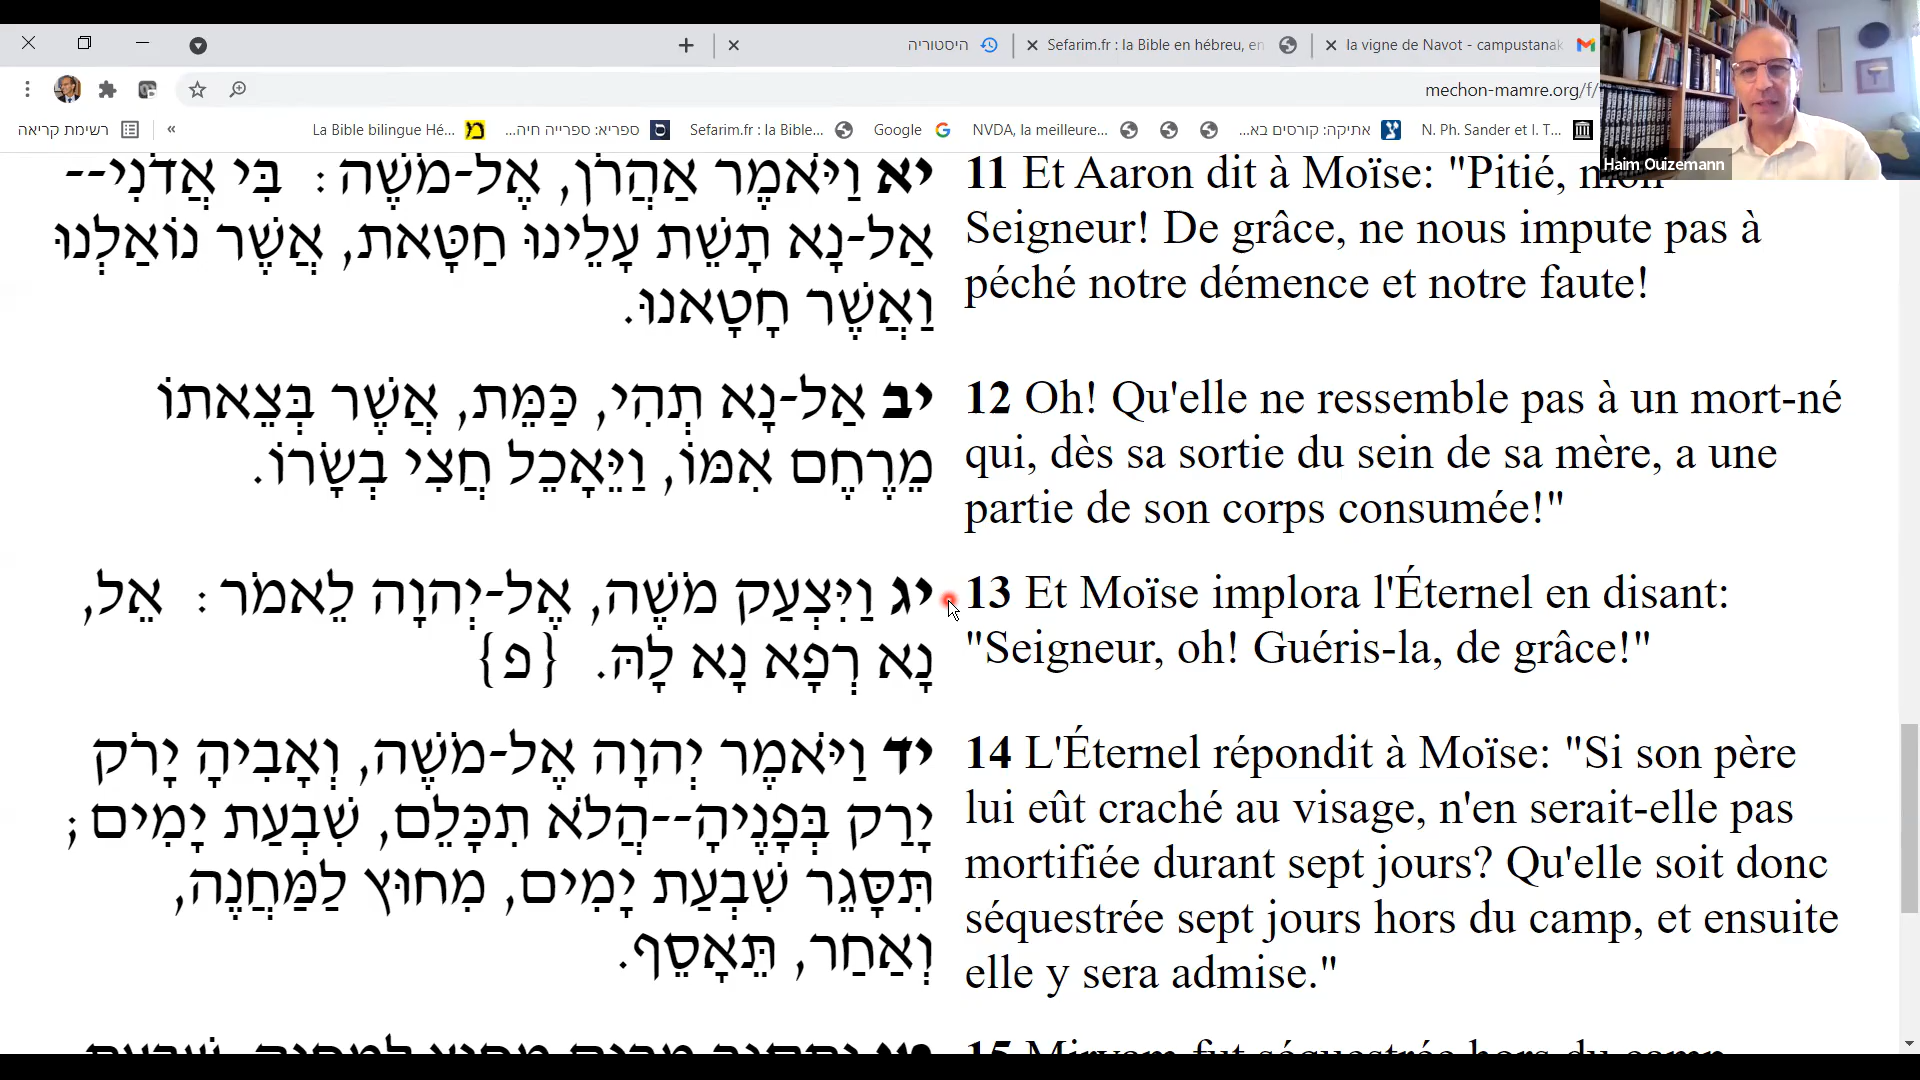 היסטוריה
Sefarim.fr : la Bible en hébreu, en
la vigne de Navot - campustanak
mechon-mamre.org/f/
רשימת קריאה
«
La Bible bilingue Hé...
ספריא: ספרייה חיה...
Sefarim.fr : la Bible...
Google
NVDA, la meilleure...
אתיקה: קורסים בא...
N. Ph. Sander et I. T...
Haim Ouizemann
יא וַיֹּאמֶר אַהֲרֹן, אֶל-מֹשֶׁה: בִּי אֲדֹנִי--
אַל-נָא תָשֵׁת עָלֵינוּ חַטָּאת, אֲשֶׁר נוֹאַלְנוּ
וַאֲשֶׁר חָטָאנוּ.
11 Et Aaron dit à Moïse: "Pitié, mon
Seigneur! De grâce, ne nous impute pas à
péché notre démence et notre faute!
יב אַל-נָא תְהִי, כַּמֵּת, אֲשֶׁר בְּצֵאתוֹ
מֵרֶחֶם אִמּוֹ, וַיֵּאָכֵל חֲצִי בְשָׂרוֹ.
12 Oh! Qu'elle ne ressemble pas à un mort-né
qui, dès sa sortie du sein de sa mère, a une
partie de son corps consumée!"
יג וַיִּצְעַק מֹשֶׁה, אֶל-יְהוָה לֵאמֹר: אֵל,
נָא רְפָא נָא לָהּ. {פ}
13 Et Moïse implora l'Éternel en disant:
"Seigneur, oh! Guéris-la, de grâce!"
יד וַיֹּאמֶר יְהוָה אֶל-מֹשֶׁה, וְאָבִיהָ יָרֹק
יָרַק בְּפָנֶיהָ--הֲלֹא תִכָּלֵם, שִׁבְעַת יָמִים;
תִּסָּגֵר שִׁבְעַת יָמִים, מִחוּץ לַמַּחֲנֶה,
וְאַחַר, תֵּאָסֵף.
14 L'Éternel répondit à Moïse: "Si son père
lui eût craché au visage, n'en serait-elle pas
mortifiée durant sept jours? Qu'elle soit donc
séquestrée sept jours hors du camp, et ensuite
elle y sera admise."
15 Miryam fut séquestrée hors du camp